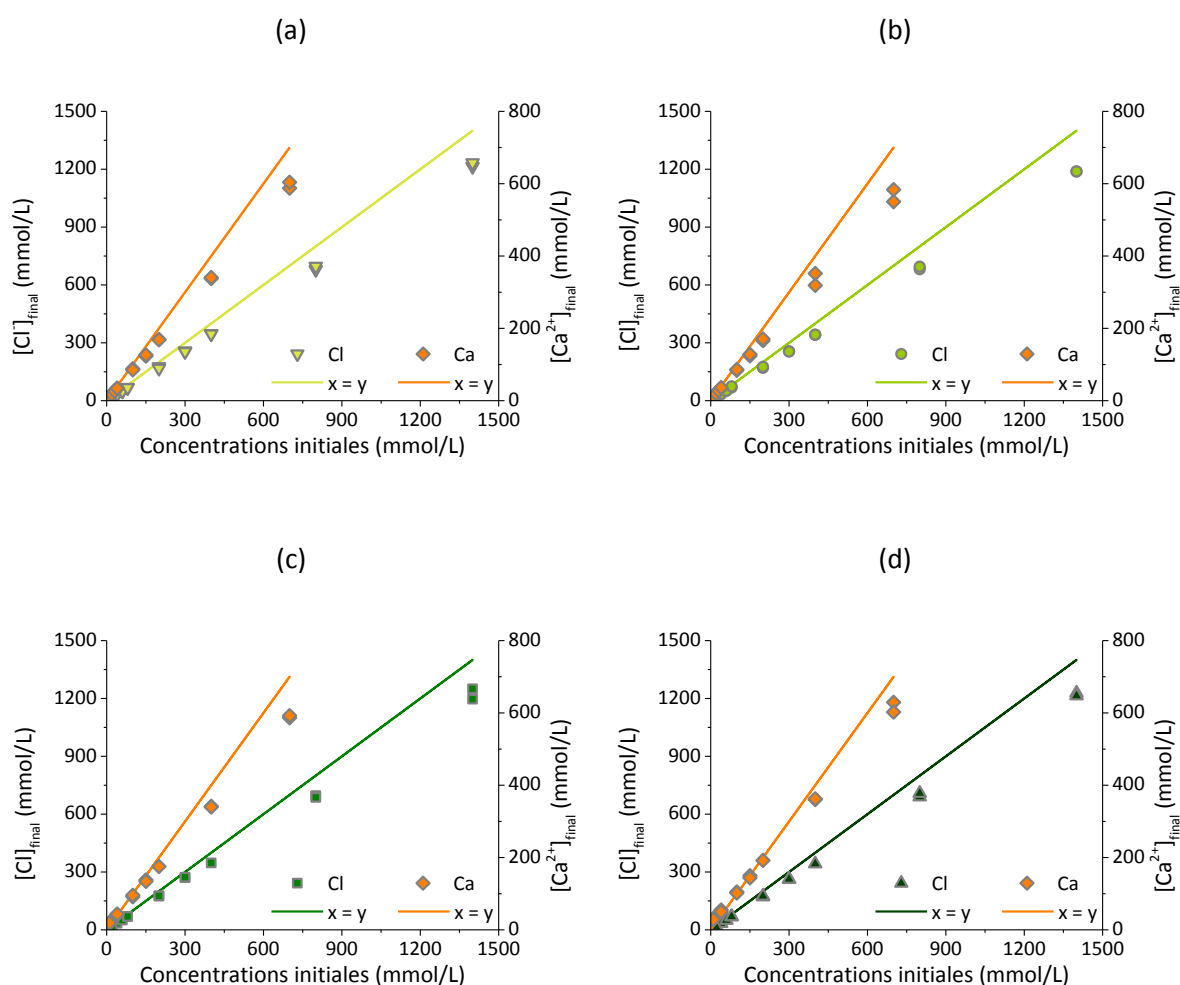 (a)
(b)
1500
1200
900
600
300
0
800
600
400
200
0
[Cl⁻]final (mmol/L)
[Ca²⁺]final (mmol/L)
Cl Ca
x = y x = y
0 300 600 900 1200 1500
Concentrations initiales (mmol/L)
1500
1200
900
600
300
0
800
600
400
200
0
[Cl]final (mmol/L)
[Ca²⁺]final (mmol/L)
Cl Ca
x = y x = y
0 300 600 900 1200 1500
Concentrations initiales (mmol/L)
(c)
(d)
1500
1200
900
600
300
0
800
600
400
200
0
[Cl]final (mmol/L)
[Ca²⁺]final (mmol/L)
Cl Ca
x = y x = y
0 300 600 900 1200 1500
Concentrations initiales (mmol/L)
1500
1200
900
600
300
0
800
600
400
200
0
[Cl]final (mmol/L)
[Ca²⁺]final (mmol/L)
Cl Ca
x = y x = y
0 300 600 900 1200 1500
Concentrations initiales (mmol/L)